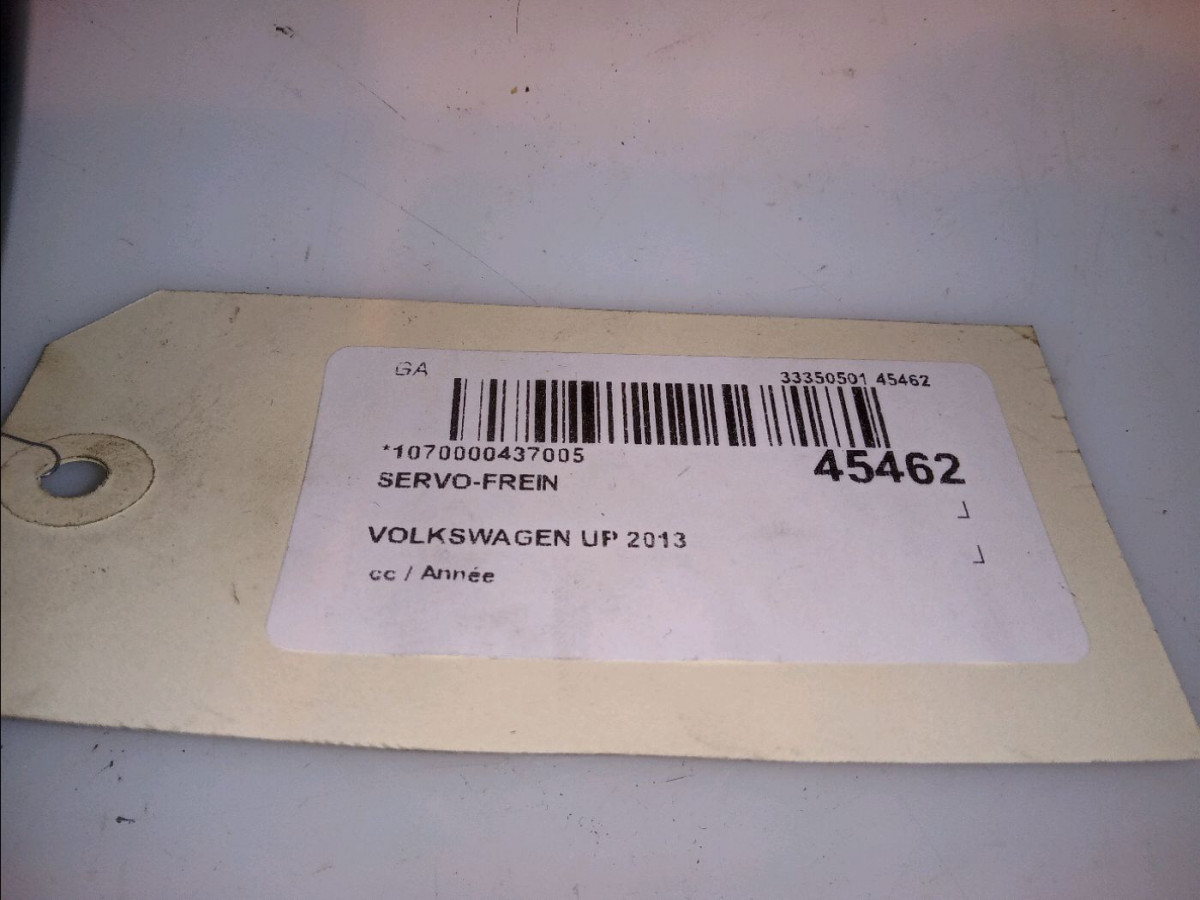 GA 33350501 45462
*1070000437005 45462
SERVO-FREIN
VOLKSWAGEN UP 2013
cc / Année